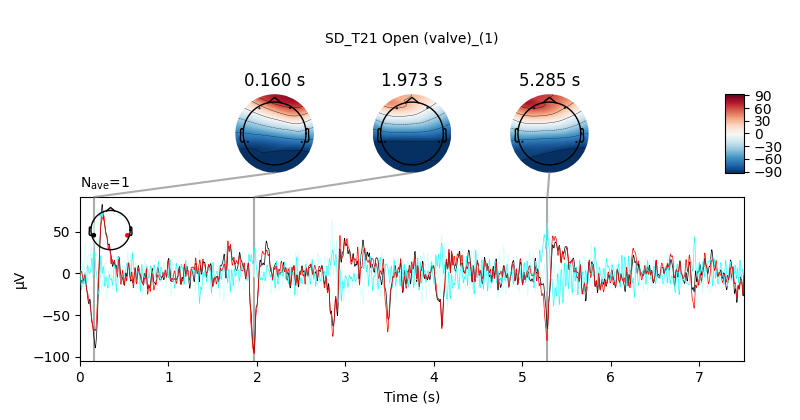 SD_T21 Open (valve)_(1)
0.160 s 1.973 s 5.285 s
90
60
30
0
−30
−60
−90
Nave=1
50
0
−50
−100
µV
0 1 2 3 4 5 6 7
Time (s)